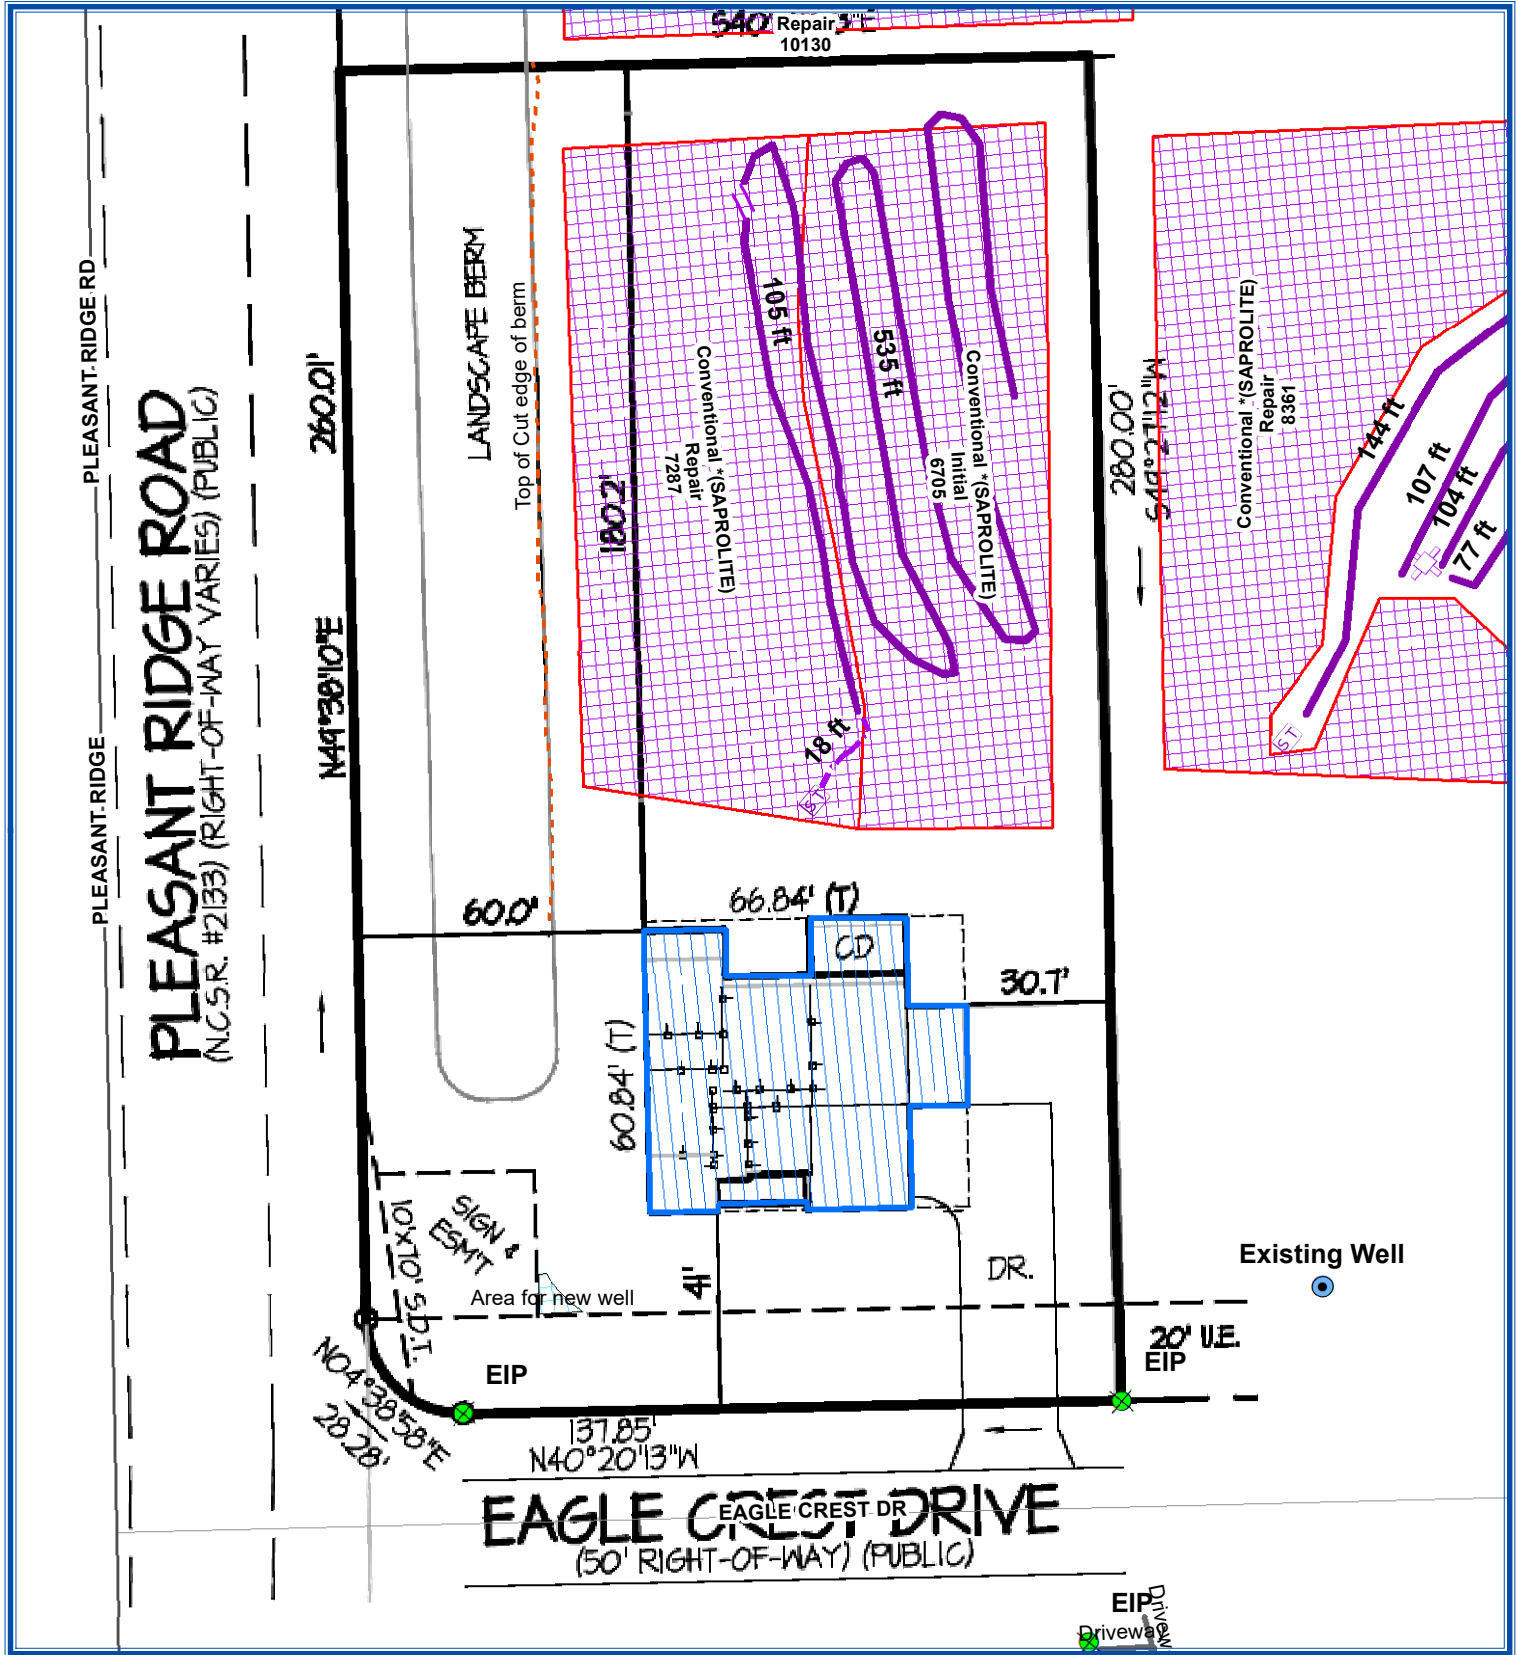 Repair
10130
PLEASANT RIDGE RD
PLEASANT RIDGE
PLEASANT RIDGE ROAD
(N.C.S.R. #2133) (RIGHT-OF-WAY VARIES) (PUBLIC)
260.01'
N49°38'10"E
LANDSCAPE BERM
Top of Cut edge of berm
180.2'
105 ft
535 ft
18 ft
ST
Conventional *(SAPROLITE)
Repair
7287
Conventional *(SAPROLITE)
Initial
6705
280.00'
Conventional *(SAPROLITE)
Repair
8361
144 ft
107 ft
104 ft
77 ft
ST
60.0'
66.84' (T)
CD
30.7'
60.84' (T)
SIGN &
ESM'T
10'x70' S.D.T.
Area for new well
41'
DR.
Existing Well
20' U.E.
EIP
EIP
N04°38'58"E
28.28'
137.85'
N40°20'13"W
EAGLE CREST DRIVE
EAGLE CREST DR
(50' RIGHT-OF-WAY) (PUBLIC)
EIP
Driveway
Drivew